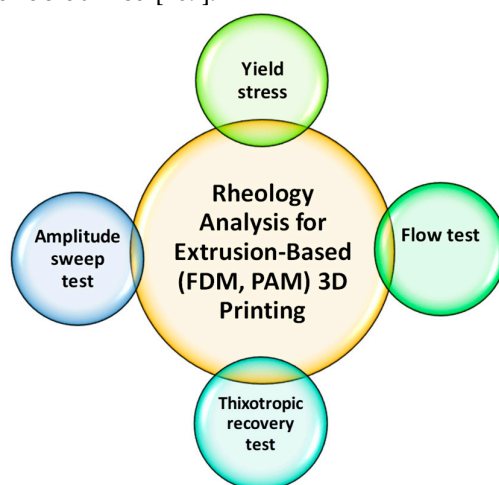 Yield
stress
Rheology
Analysis for
Extrusion-Based
(FDM, PAM) 3D
Printing
Amplitude
sweep
test
Flow test
Thixotropic
recovery
test